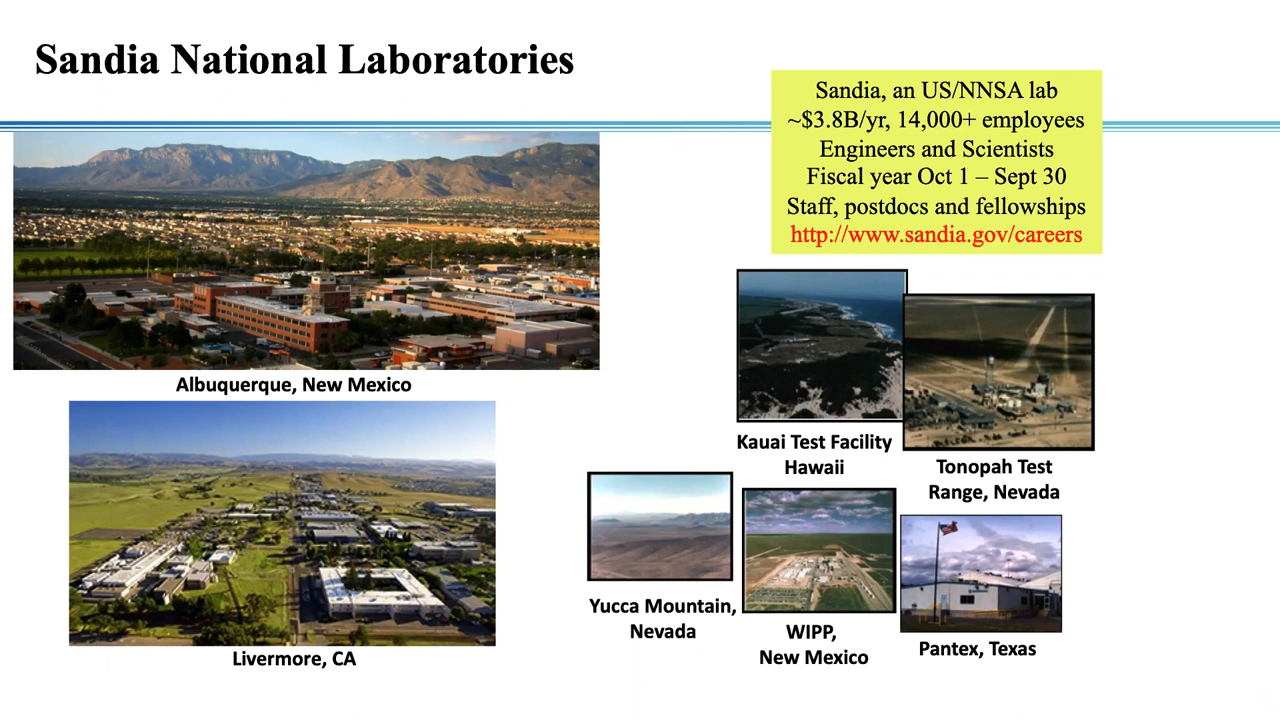 Sandia National Laboratories
Sandia, an US/NNSA lab
~$3.8B/yr, 14,000+ employees
Engineers and Scientists
Fiscal year Oct 1 – Sept 30
Staff, postdocs and fellowships
http://www.sandia.gov/careers
Albuquerque, New Mexico
Livermore, CA
Kauai Test Facility
Hawaii
Tonopah Test
Range, Nevada
Yucca Mountain,
Nevada
WIPP,
New Mexico
Pantex, Texas